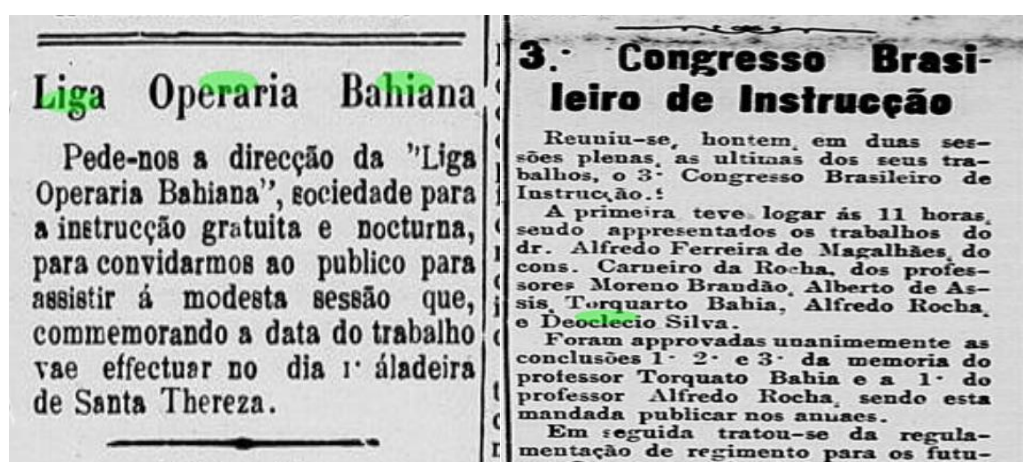 Liga Operaria Bahiana
Pede-nos a direcção da "Liga
Operaria Bahiana", sociedade para
a instrucção gratuita e nocturna,
para convidarmos ao publico para
assistir á modesta sessão que,
commemorando a data do trabalho
vae effectuar no dia 1· áladeira
de Santa Thereza.
3.· Congresso Brasi-
leiro de Instrucção
Reuniu-se, hontem, em duas ses-
sões plenas, as ultimas dos seus tra-
balhos, o 3· Congresso Brasileiro de
Instrucção.
A primeira teve logar ás 11 horas,
sendo appresentados os trabalhos do
dr. Alfredo Ferreira de Magalhães, do
cons. Carneiro da Rocha, dos profes-
sores Moreno Brandão, Alberto de As-
sis, Torquarto Bahia, Alfredo Rocha,
e Deoclecio Silva.
Foram approvadas unanimemente as
conclusões 1· 2· e 3· da memoria do
professor Torquato Bahia e a 1· do
professor Alfredo Rocha, sendo esta
mandada publicar nos annaes.
Em seguida tratou-se da regula-
mentação de regimento para os futu-